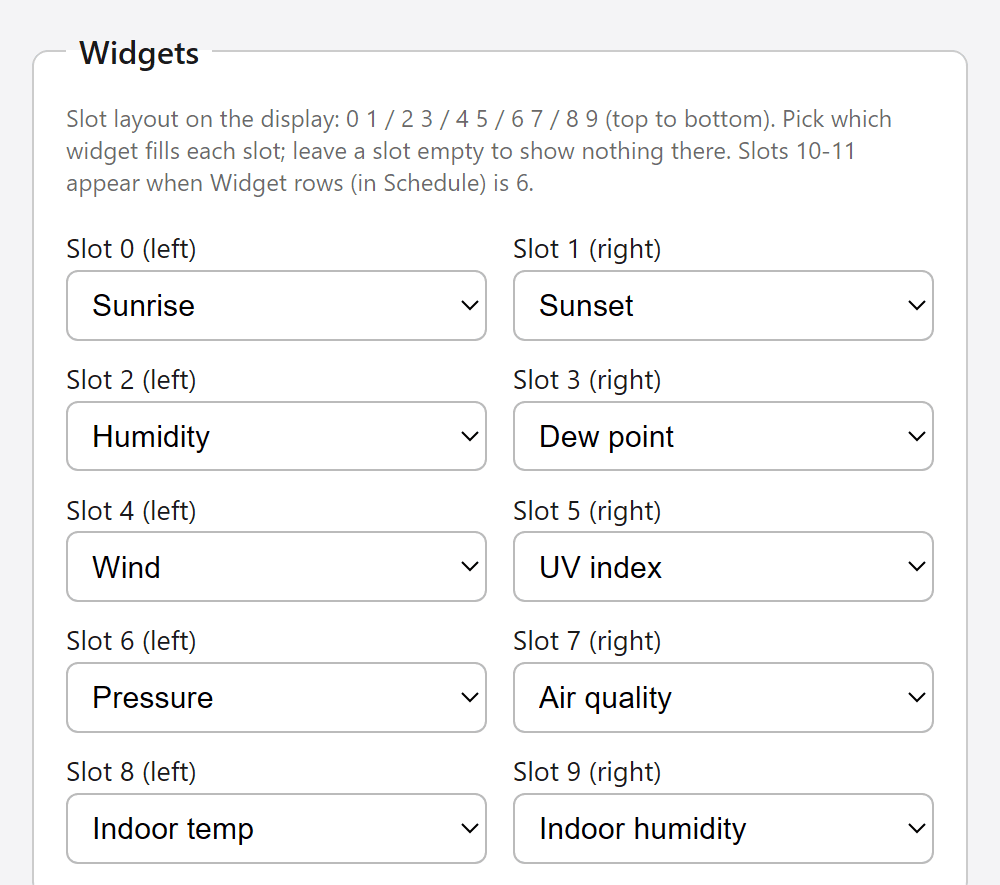 Widgets
Slot layout on the display: 0 1 / 2 3 / 4 5 / 6 7 / 8 9 (top to bottom). Pick which
widget fills each slot; leave a slot empty to show nothing there. Slots 10-11
appear when Widget rows (in Schedule) is 6.
Slot 0 (left)
Slot 1 (right)
Sunrise
Sunset
Slot 2 (left)
Slot 3 (right)
Humidity
Dew point
Slot 4 (left)
Slot 5 (right)
Wind
UV index
Slot 6 (left)
Slot 7 (right)
Pressure
Air quality
Slot 8 (left)
Slot 9 (right)
Indoor temp
Indoor humidity